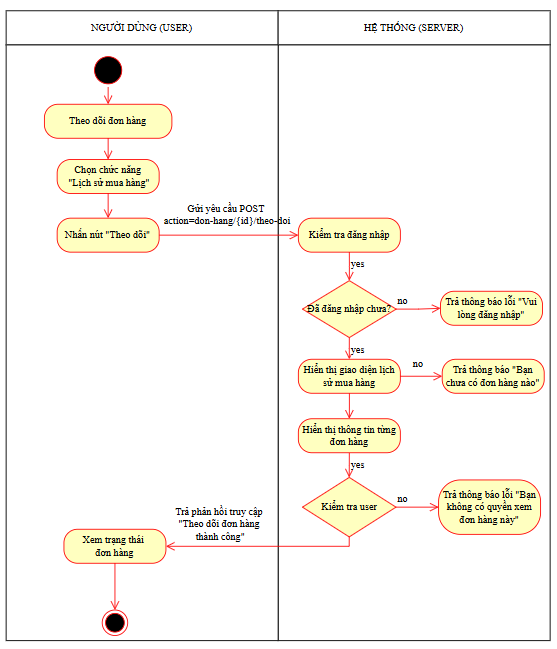 NGƯỜI DÙNG (USER)
HỆ THỐNG (SERVER)
Theo dõi đơn hàng
Chọn chức năng
"Lịch sử mua hàng"
Nhấn nút "Theo dõi"
Gửi yêu cầu POST
action=don-hang/{id}/theo-doi
Kiểm tra đăng nhập
yes
Đã đăng nhập chưa?
no
Trả thông báo lỗi "Vui
lòng đăng nhập"
yes
Hiển thị giao diện lịch
sử mua hàng
no
Trả thông báo "Bạn
chưa có đơn hàng nào"
Hiển thị thông tin từng
đơn hàng
yes
Kiểm tra user
no
Trả thông báo lỗi "Bạn
không có quyền xem
đơn hàng này"
Trả phản hồi truy cập
"Theo dõi đơn hàng
thành công"
Xem trạng thái
đơn hàng